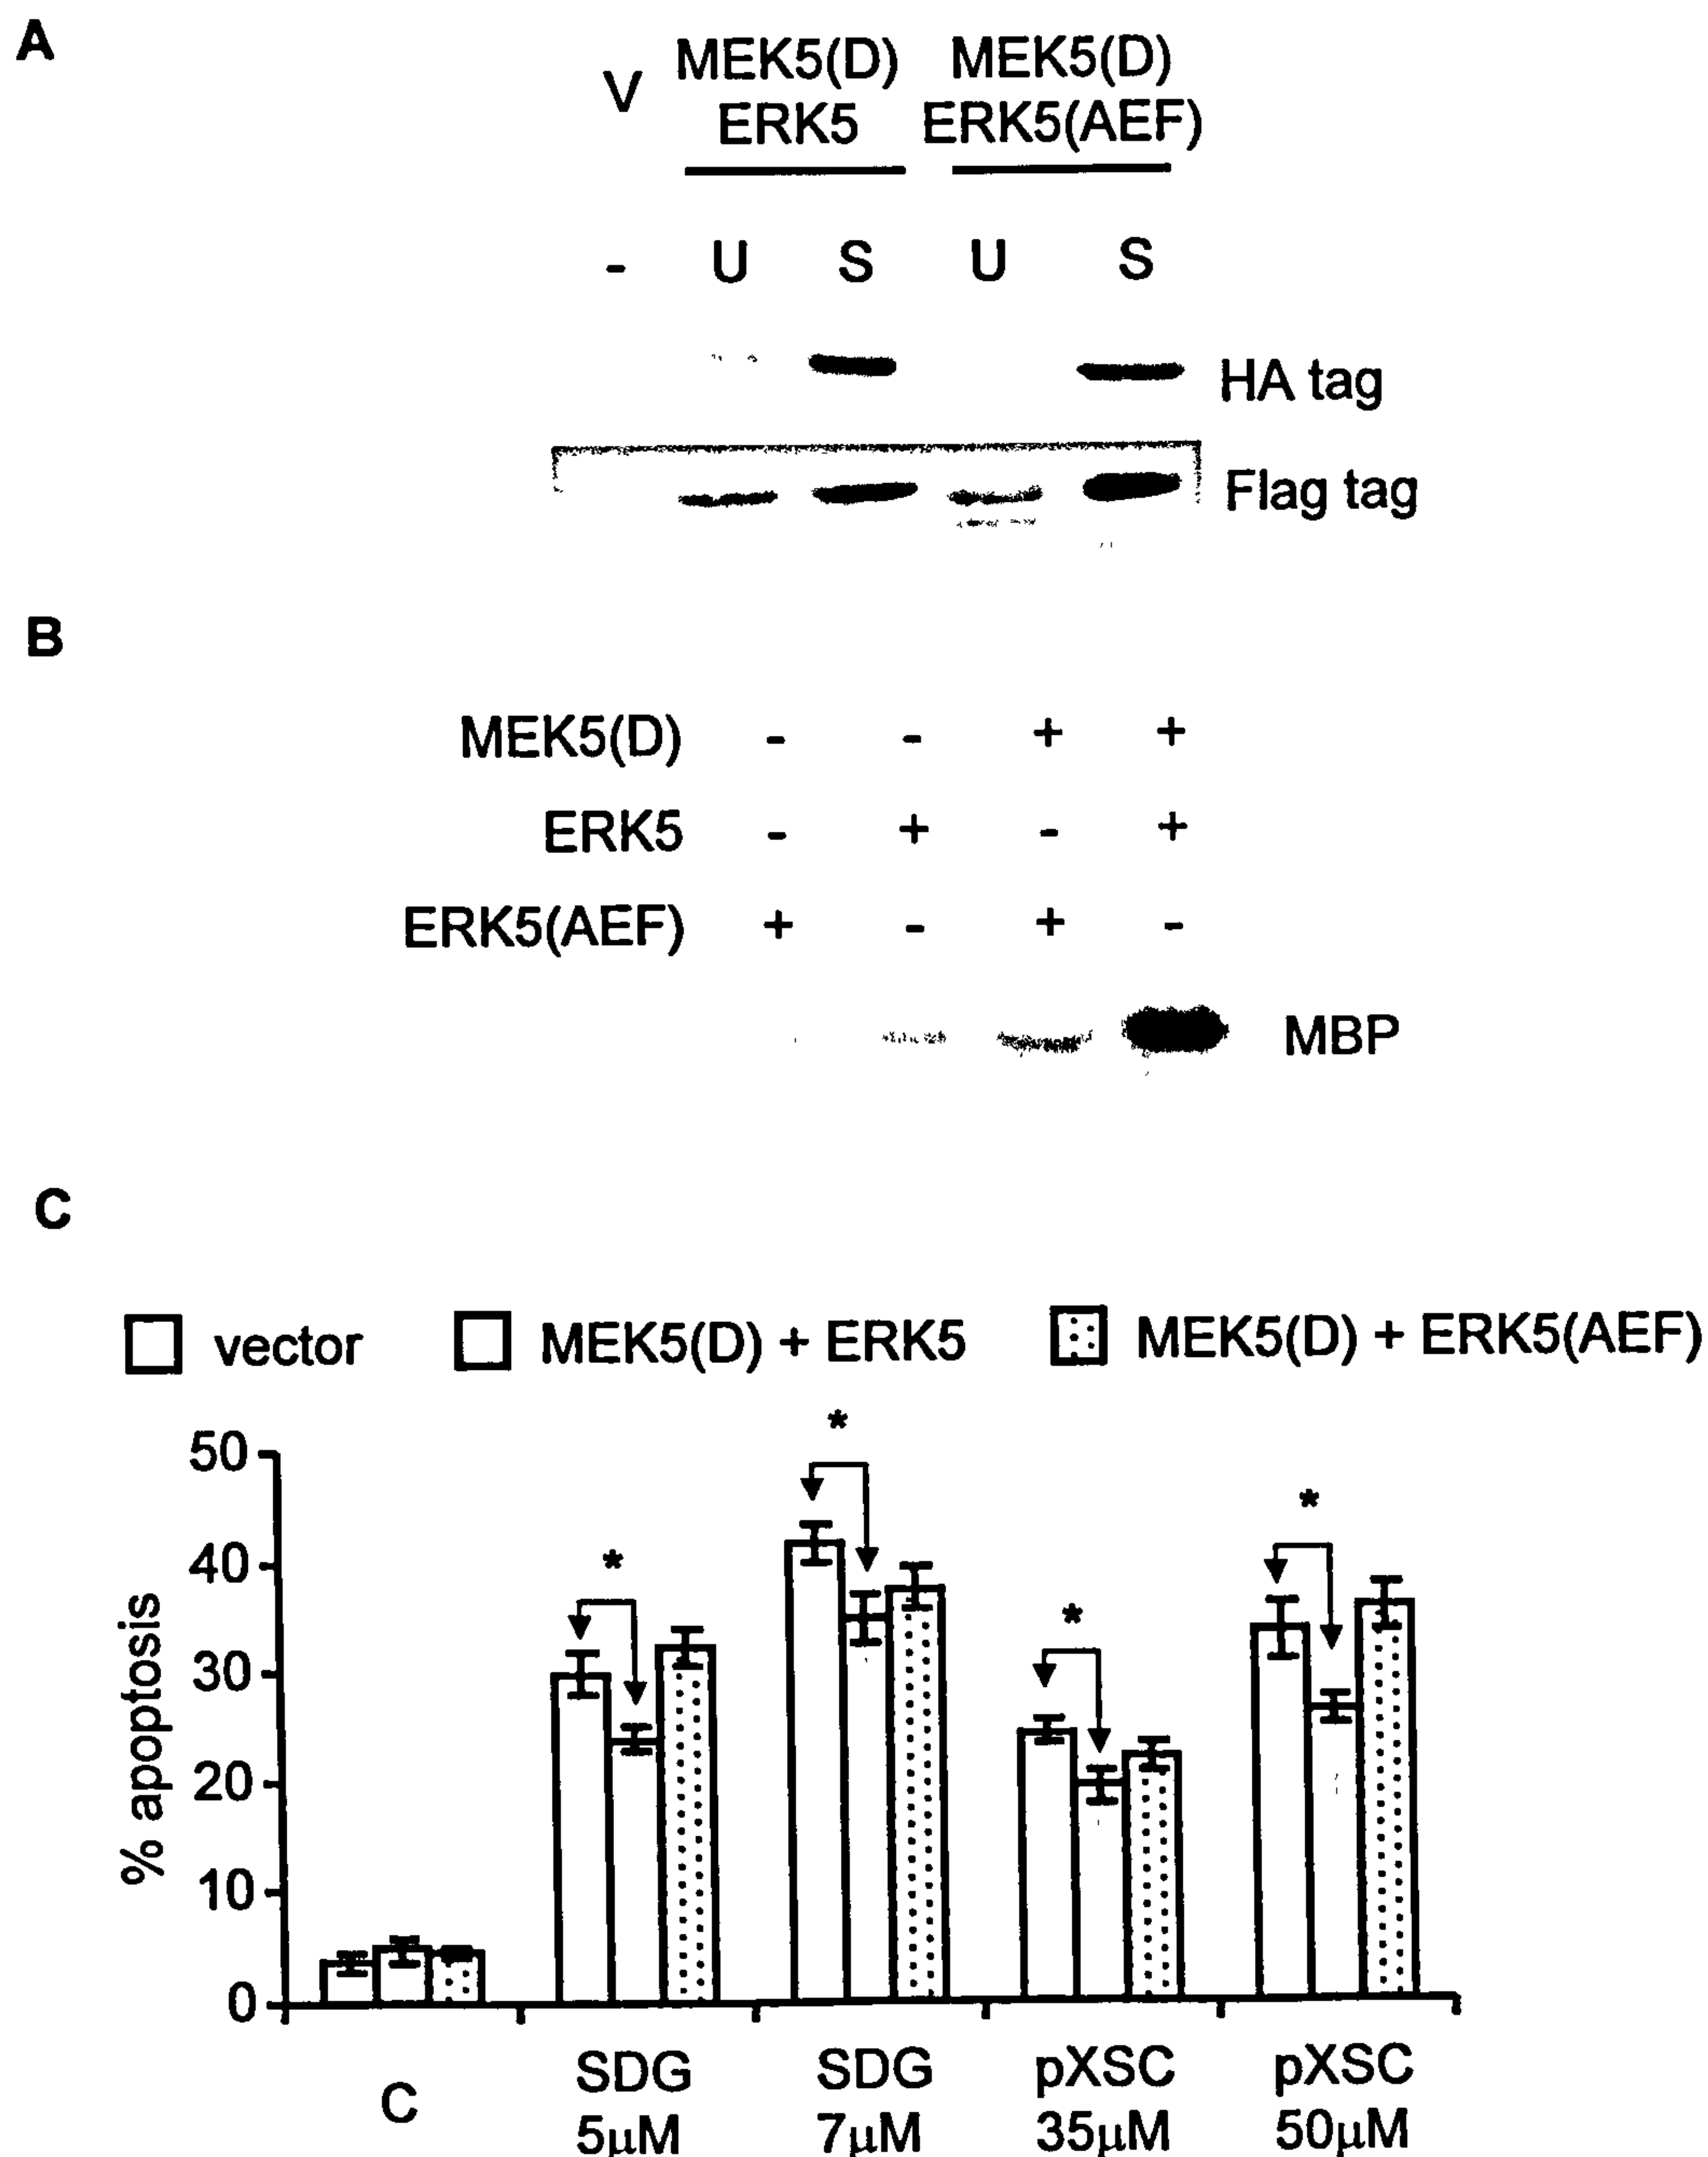 A
V MEK5(D) MEK5(D)
ERK5 ERK5(AEF)
- U S U S
HA tag
Flag tag
B
MEK5(D) - - + +
ERK5 - + - +
ERK5(AEF) + - + -
MBP
C
vector MEK5(D) + ERK5 MEK5(D) + ERK5(AEF)
50
40
30
20
10
0
% apoptosis
* * * *
C SDG SDG pXSC pXSC
5μM 7μM 35μM 50μM